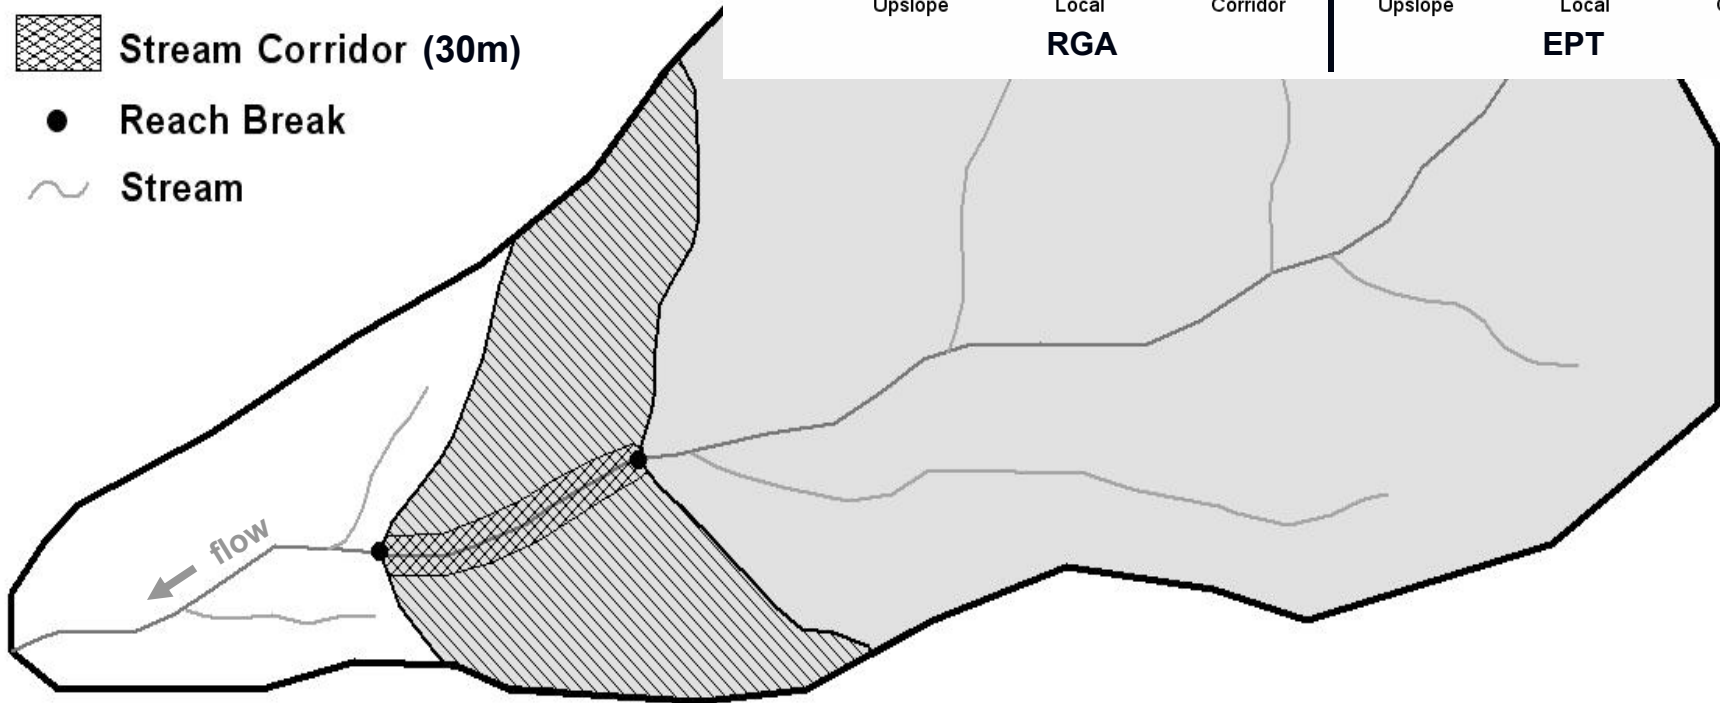 Upslope Local Corridor Upslope Local
RGA EPT
Stream Corridor (30m)
Reach Break
Stream
flow